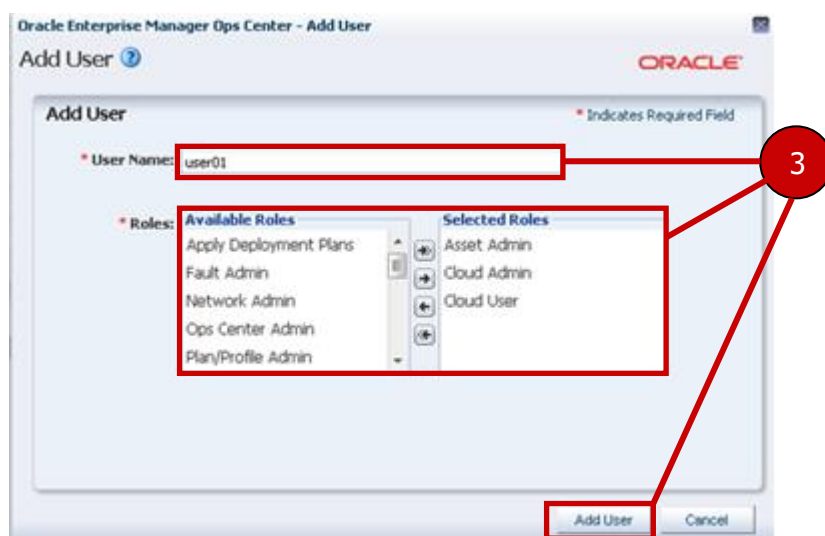 Oracle Enterprise Manager Ops Center - Add User
Add User ?
ORACLE
Add User
* Indicates Required Field
* User Name: user01
* Roles:
Available Roles
Apply Deployment Plans
Fault Admin
Network Admin
Ops Center Admin
Plan/Profile Admin
Selected Roles
Asset Admin
Cloud Admin
Cloud User
3
Add User
Cancel